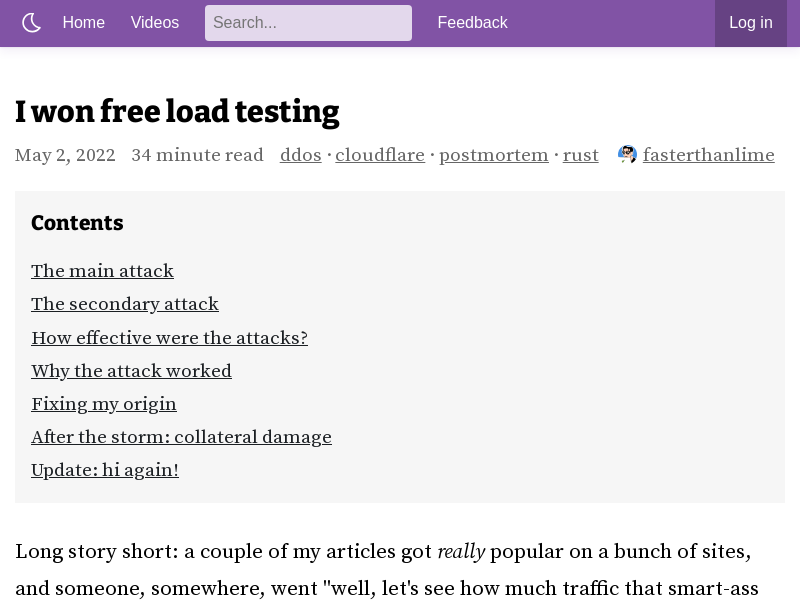 Home Videos Search... Feedback Log in
I won free load testing
May 2, 2022 34 minute read ddos · cloudflare · postmortem · rust fasterthanlime
Contents
The main attack
The secondary attack
How effective were the attacks?
Why the attack worked
Fixing my origin
After the storm: collateral damage
Update: hi again!
Long story short: a couple of my articles got really popular on a bunch of sites,
and someone, somewhere, went "well, let's see how much traffic that smart-ass